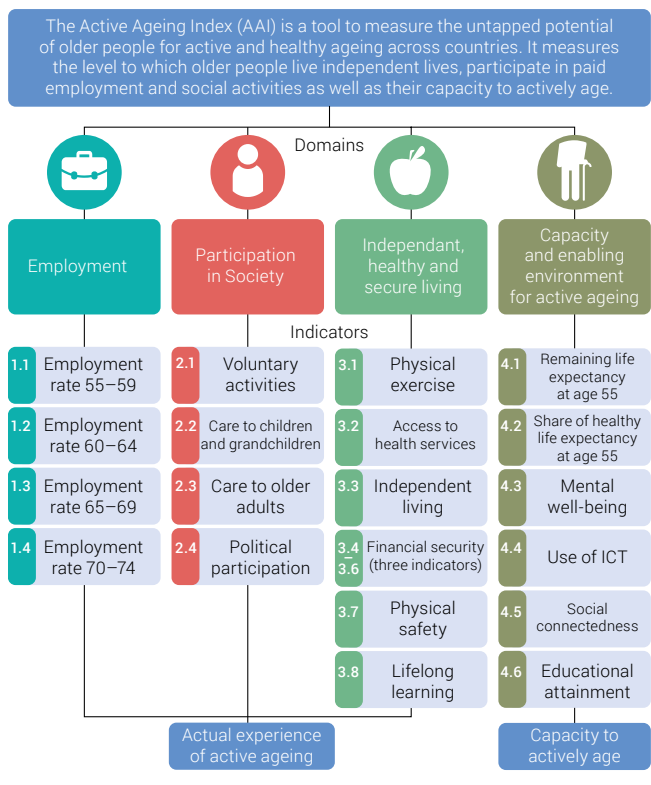 The Active Ageing Index (AAI) is a tool to measure the untapped potential
of older people for active and healthy ageing across countries. It measures
the level to which older people live independent lives, participate in paid
employment and social activities as well as their capacity to actively age.
Domains
Employment
Participation
in Society
Independant,
healthy and
secure living
Capacity
and enabling
environment
for active ageing
Indicators
1.1 Employment
rate 55–59
1.2 Employment
rate 60–64
1.3 Employment
rate 65–69
1.4 Employment
rate 70–74
2.1 Voluntary
activities
2.2 Care to children
and grandchildren
2.3 Care to older
adults
2.4 Political
participation
3.1 Physical
exercise
3.2 Access to
health services
3.3 Independent
living
3.4
–
3.6
Financial security
(three indicators)
3.7 Physical
safety
3.8 Lifelong
learning
4.1 Remaining life
expectancy
at age 55
4.2 Share of healthy
life expectancy
at age 55
4.3 Mental
well-being
4.4 Use of ICT
4.5 Social
connectedness
4.6 Educational
attainment
Actual experience
of active ageing
Capacity to
actively age